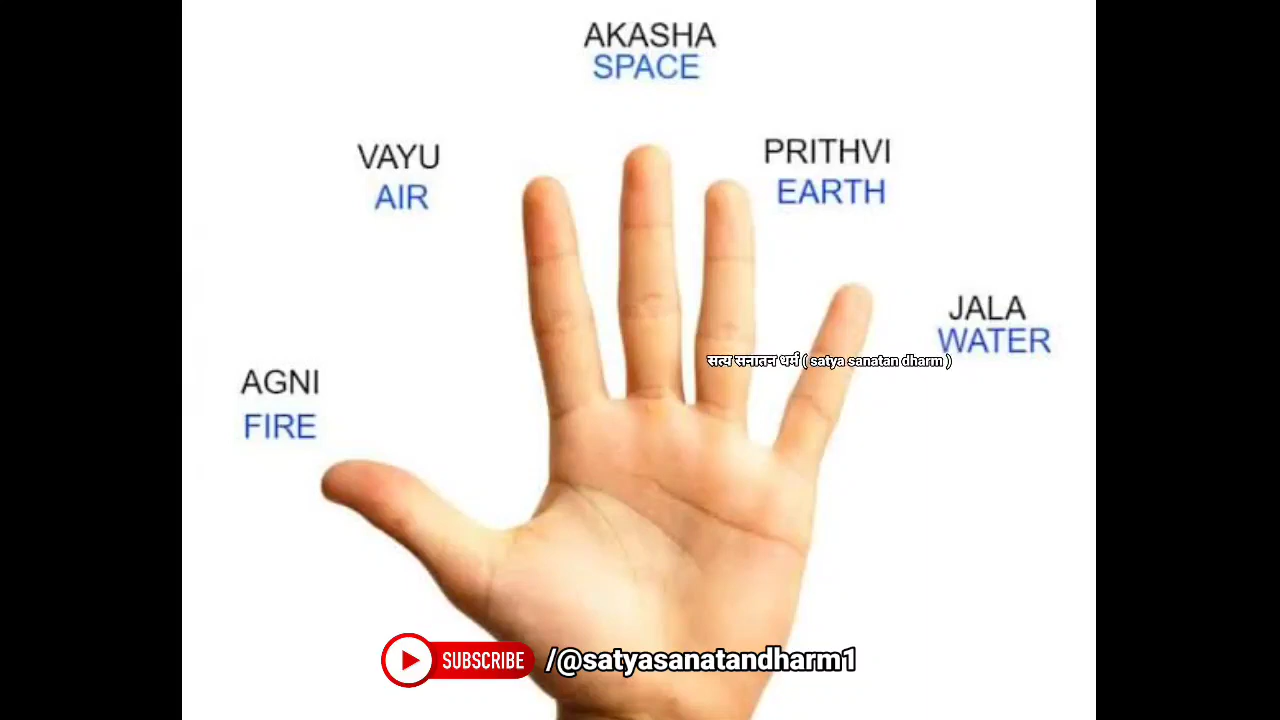 AKASHA
SPACE
VAYU
AIR
PRITHVI
EARTH
JALA
WATER
सत्य सनातन धर्म ( satya sanatan dharm )
AGNI
FIRE
SUBSCRIBE /@satyasanatandharm1